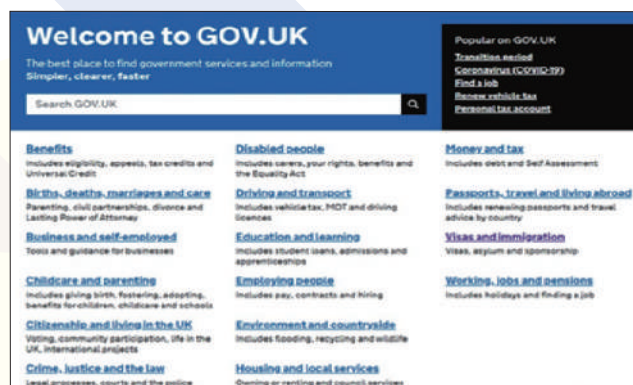 Welcome to GOV.UK
The best place to find government services and information
Simpler, clearer, faster
Search GOV.UK
Popular on GOV.UK
Transition period
Coronavirus (COVID-19)
Find a job
Renew vehicle tax
Personal tax account
Benefits
Includes eligibility, appeals, tax credits and
Universal Credit
Births, deaths, marriages and care
Parenting, civil partnerships, divorce and
Lasting Power of Attorney
Business and self-employed
Tools and guidance for businesses
Childcare and parenting
Includes giving birth, fostering, adopting,
benefits for children, childcare and schools
Citizenship and living in the UK
Voting, community participation, life in the
UK, international projects
Crime, justice and the law
Legal processes, courts and the police
Disabled people
Includes carers, your rights, benefits and
the Equality Act
Driving and transport
Includes vehicle tax, MOT and driving
licences
Education and learning
Includes student loans, admissions and
apprenticeships
Employing people
Includes pay, contracts and hiring
Environment and countryside
Includes flooding, recycling and wildlife
Housing and local services
Owning or renting and council services
Money and tax
Includes debt and Self Assessment
Passports, travel and living abroad
Includes renewing passports and travel
advice by country
Visas and immigration
Visas, asylum and sponsorship
Working, jobs and pensions
Includes holidays and finding a job